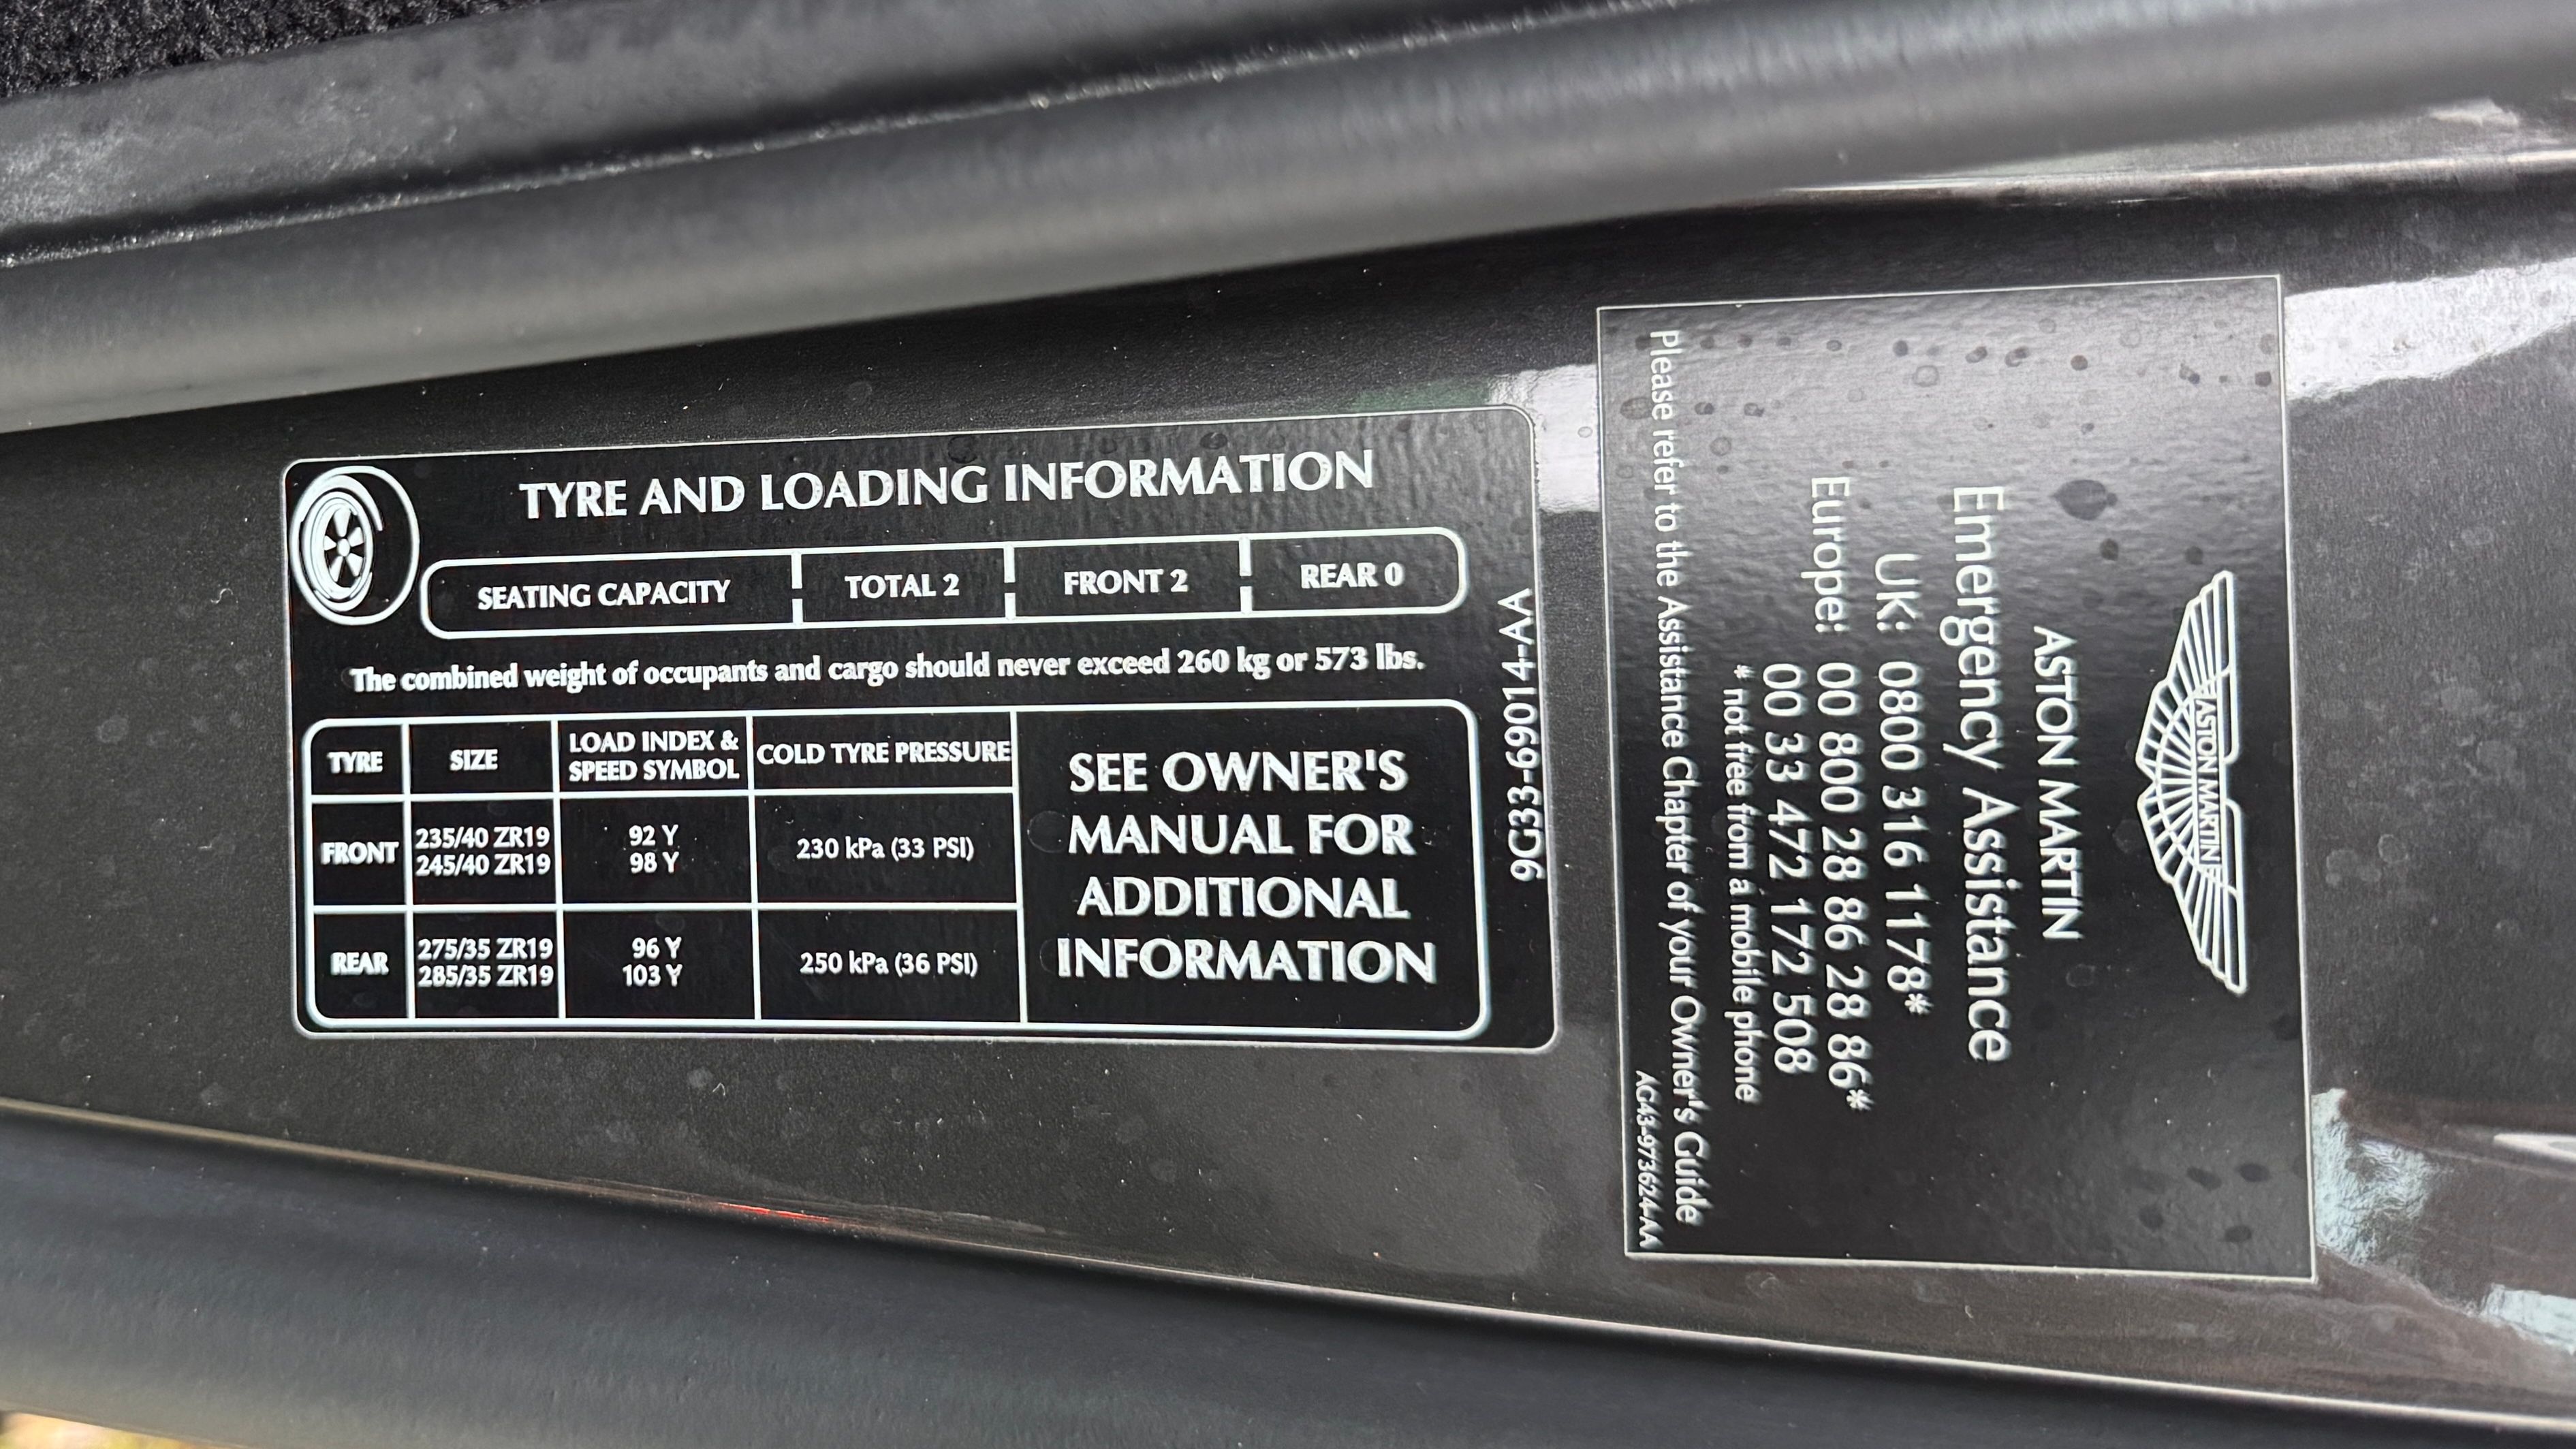 TYRE AND LOADING INFORMATION
SEATING CAPACITY TOTAL 2 FRONT 2 REAR 0
The combined weight of occupants and cargo should never exceed 260 kg or 573 lbs.
TYRE SIZE LOAD INDEX & SPEED SYMBOL COLD TYRE PRESSURE
FRONT 235/40 ZR19 92 Y 230 kPa (33 PSI)
245/40 ZR19 98 Y
REAR 275/35 ZR19 96 Y 250 kPa (36 PSI)
285/35 ZR19 103 Y
SEE OWNER'S
MANUAL FOR
ADDITIONAL
INFORMATION
9G33-69014-AA
ASTON MARTIN
ASTON MARTIN
Emergency Assistance
UK: 0800 316 1178*
Europe: 00 800 28 86 28 86*
00 33 472 172 508
* not free from a mobile phone
Please refer to the Assistance Chapter of your Owner's Guide
AG43-973624-AA